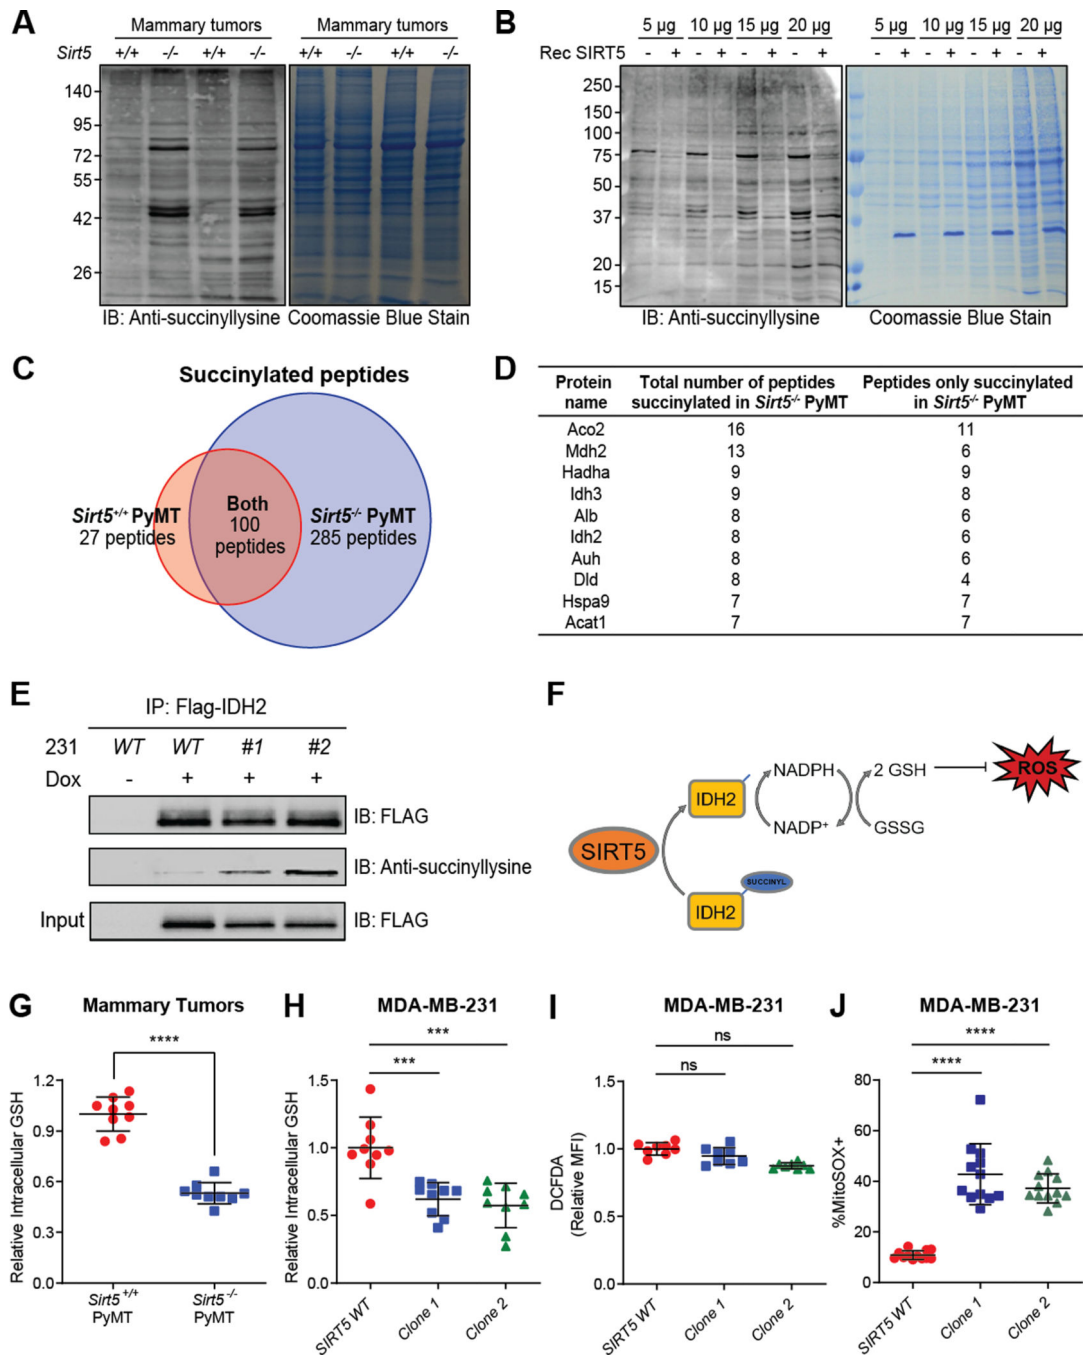 A
Mammary tumors Mammary tumors
Sirt5 +/+ -/- +/+ -/- +/+ -/- +/+ -/-
140
95
72
55
42
26
IB: Anti-succinyllysine Coomassie Blue Stain
B
5 µg 10 µg 15 µg 20 µg 5 µg 10 µg 15 µg 20 µg
Rec SIRT5 - + - + - + - + - + - + - + - +
250
150
100
75
50
37
20
15
IB: Anti-succinyllysine Coomassie Blue Stain
C
Succinylated peptides
Sirt5+/+ PyMT
27 peptides
Both
100
peptides
Sirt5-/- PyMT
285 peptides
D
Protein name Total number of peptides succinylated in Sirt5-/- PyMT Peptides only succinylated in Sirt5-/- PyMT
Aco2 16 11
Mdh2 13 6
Hadha 9 9
Idh3 9 8
Alb 8 6
Idh2 8 6
Auh 8 6
Dld 8 4
Hspa9 7 7
Acat1 7 7
E
IP: Flag-IDH2
231 WT WT #1 #2
Dox - + + +
IB: FLAG
IB: Anti-succinyllysine
Input IB: FLAG
F
SIRT5
IDH2
NADPH
2 GSH
ROS
NADP+
GSSG
SUCCINYL
IDH2
G
Mammary Tumors
****
Relative Intracellular GSH
1.2
0.9
0.6
0.3
0.0
Sirt5+/+
PyMT
Sirt5-/-
PyMT
H
MDA-MB-231
***
***
Relative Intracellular GSH
1.5
1.0
0.5
0.0
SIRT5 WT
Clone 1
Clone 2
I
MDA-MB-231
ns
ns
DCFDA
(Relative MFI)
1.5
1.0
0.5
0.0
SIRT5 WT
Clone 1
Clone 2
J
MDA-MB-231
****
****
%MitoSOX+
80
60
40
20
0
SIRT5 WT
Clone 1
Clone 2